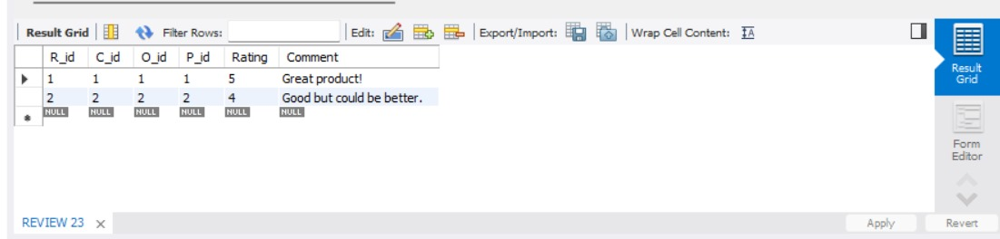 Result Grid Filter Rows: Edit: Export/Import: Wrap Cell Content: IA
R_id C_id O_id P_id Rating Comment
1 1 1 1 5 Great product!
2 2 2 2 4 Good but could be better.
NULL NULL NULL NULL NULL NULL
Result
Grid
Form
Editor
REVIEW 23 Apply Revert